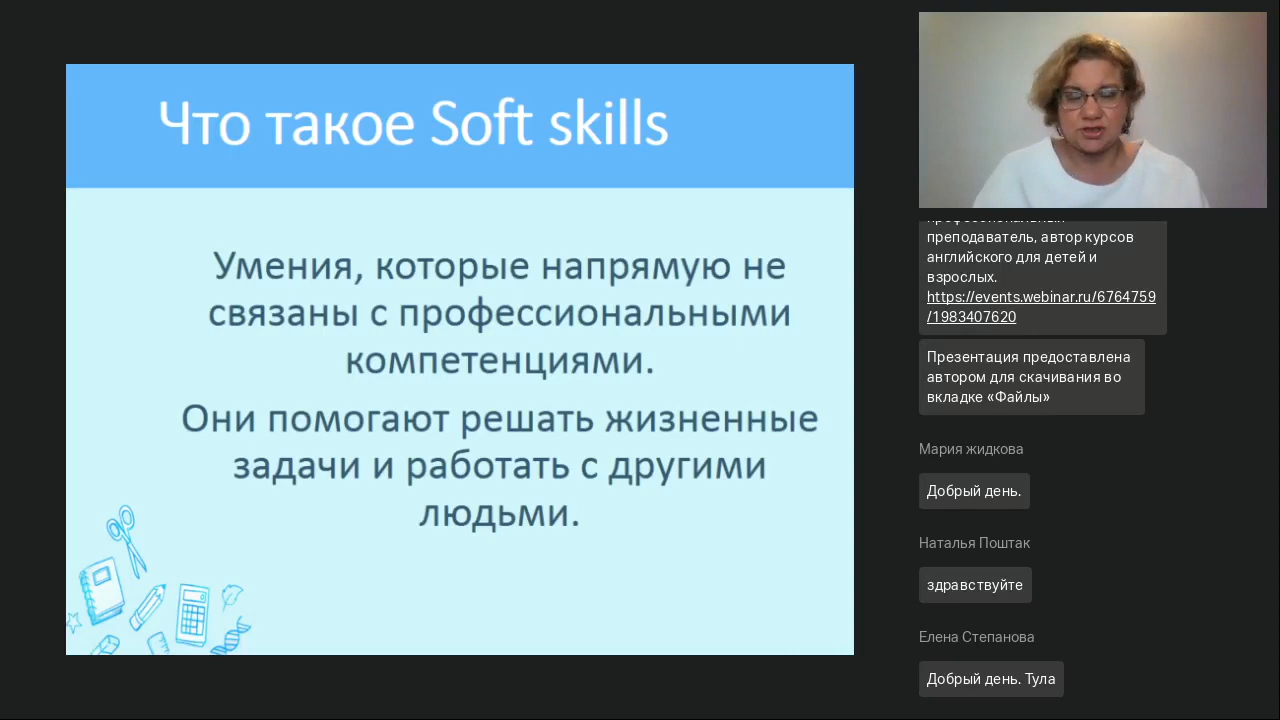 Что такое Soft skills
Умения, которые напрямую не
связаны с профессиональными
компетенциями.
Они помогают решать жизненные
задачи и работать с другими
людьми.
преподаватель, автор курсов
английского для детей и
взрослых.
https://events.webinar.ru/6764759
/1983407620
Презентация предоставлена
автором для скачивания во
вкладке «Файлы»
Мария жидкова
Добрый день.
Наталья Поштак
здравствуйте
Елена Степанова
Добрый день. Тула